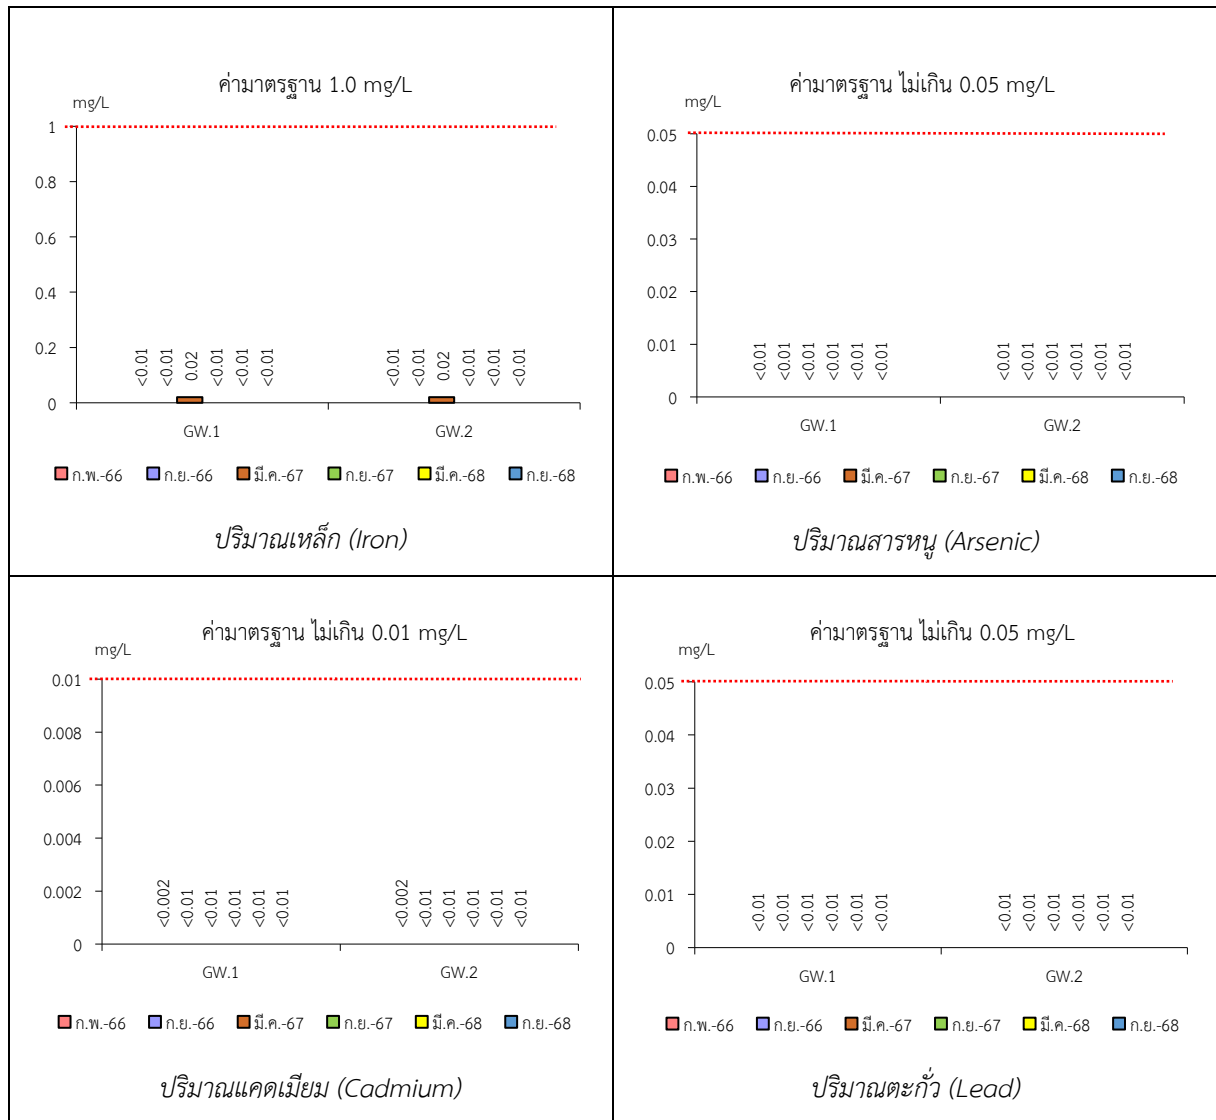 ค่ามาตรฐาน 1.0 mg/L
mg/L
1
0.8
0.6
0.4
0.2
0
<0.01 <0.01 0.02 <0.01 <0.01 <0.01
<0.01 <0.01 0.02 <0.01 <0.01 <0.01
GW.1 GW.2
ก.พ.-66 ก.ย.-66 มี.ค.-67 ก.ย.-67 มี.ค.-68 ก.ย.-68
ปริมาณเหล็ก (Iron)
ค่ามาตรฐาน ไม่เกิน 0.05 mg/L
mg/L
0.05
0.04
0.03
0.02
0.01
0
<0.01 <0.01 <0.01 <0.01 <0.01 <0.01
<0.01 <0.01 <0.01 <0.01 <0.01 <0.01
GW.1 GW.2
ก.พ.-66 ก.ย.-66 มี.ค.-67 ก.ย.-67 มี.ค.-68 ก.ย.-68
ปริมาณสารหนู (Arsenic)
ค่ามาตรฐาน ไม่เกิน 0.01 mg/L
mg/L
0.01
0.008
0.006
0.004
0.002
0
<0.002 <0.01 <0.01 <0.01 <0.01 <0.01
<0.002 <0.01 <0.01 <0.01 <0.01 <0.01
GW.1 GW.2
ก.พ.-66 ก.ย.-66 มี.ค.-67 ก.ย.-67 มี.ค.-68 ก.ย.-68
ปริมาณแคดเมียม (Cadmium)
ค่ามาตรฐาน ไม่เกิน 0.05 mg/L
mg/L
0.05
0.04
0.03
0.02
0.01
0
<0.01 <0.01 <0.01 <0.01 <0.01 <0.01
<0.01 <0.01 <0.01 <0.01 <0.01 <0.01
GW.1 GW.2
ก.พ.-66 ก.ย.-66 มี.ค.-67 ก.ย.-67 มี.ค.-68 ก.ย.-68
ปริมาณตะกั่ว (Lead)